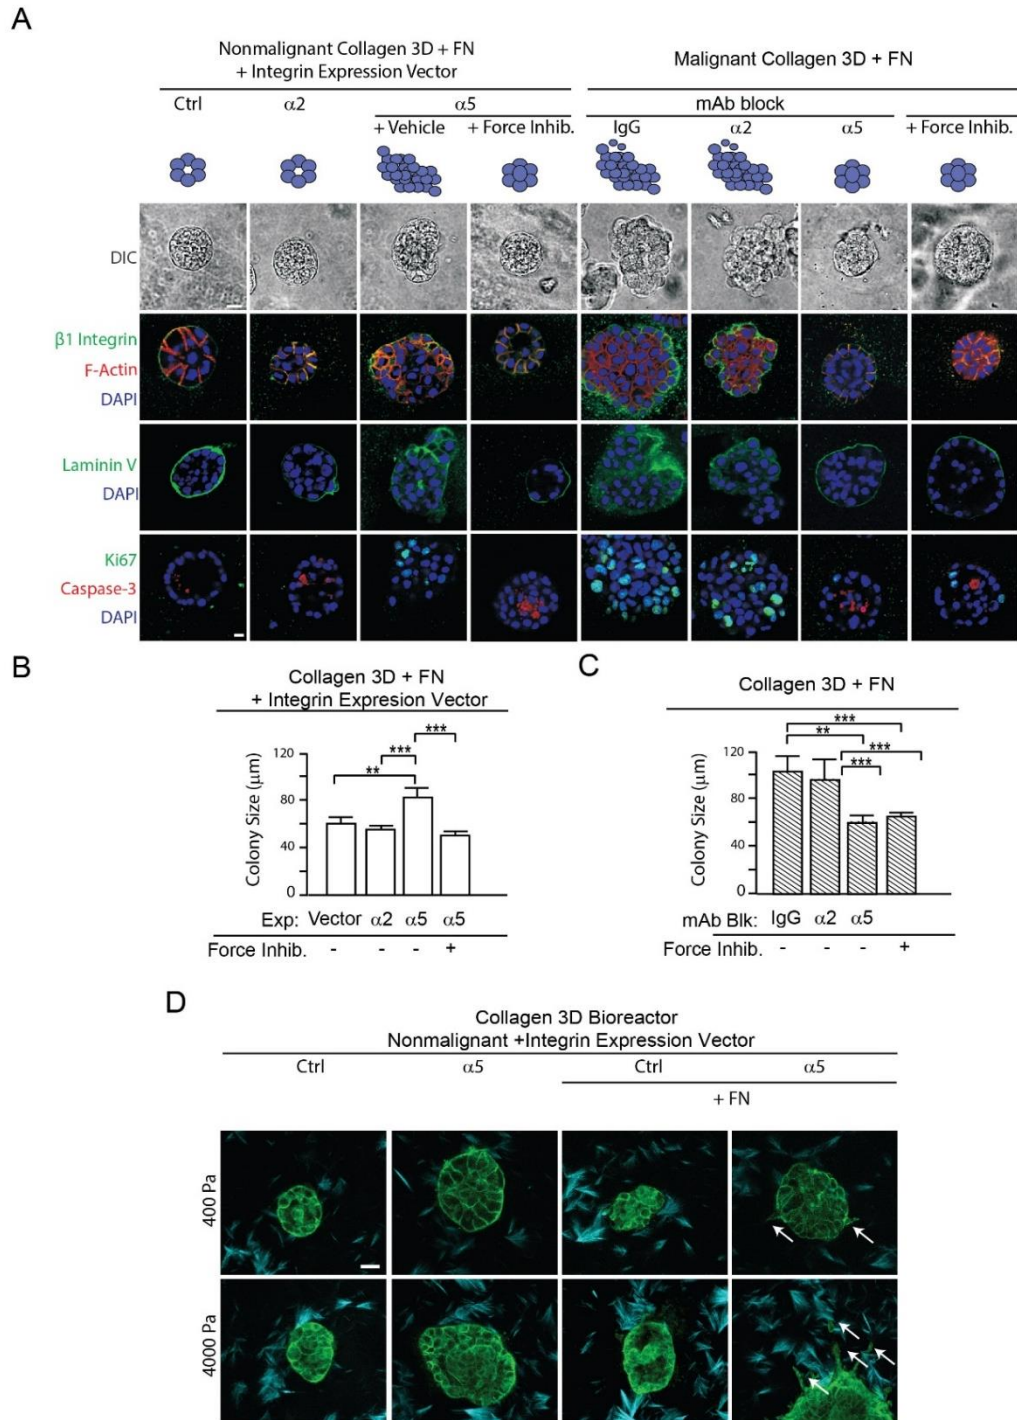 A
Nonmalignant Collagen 3D + FN
+ Integrin Expression Vector
Malignant Collagen 3D + FN
Ctrl α2 α5 mAb block
+ Vehicle + Force Inhib. IgG α2 α5 + Force Inhib.
DIC
β1 Integrin
F-Actin
DAPI
Laminin V
DAPI
Ki67
Caspase-3
DAPI
B
Collagen 3D + FN
+ Integrin Expresion Vector
Colony Size (µm)
120
80
40
0
** *** ***
Exp: Vector α2 α5 α5
Force Inhib. - - - +
C
Collagen 3D + FN
Colony Size (µm)
120
80
40
0
*** ** *** ***
mAb Blk: IgG α2 α5
Force Inhib. - - - +
D
Collagen 3D Bioreactor
Nonmalignant +Integrin Expression Vector
Ctrl α5 Ctrl α5
+ FN
400 Pa
4000 Pa